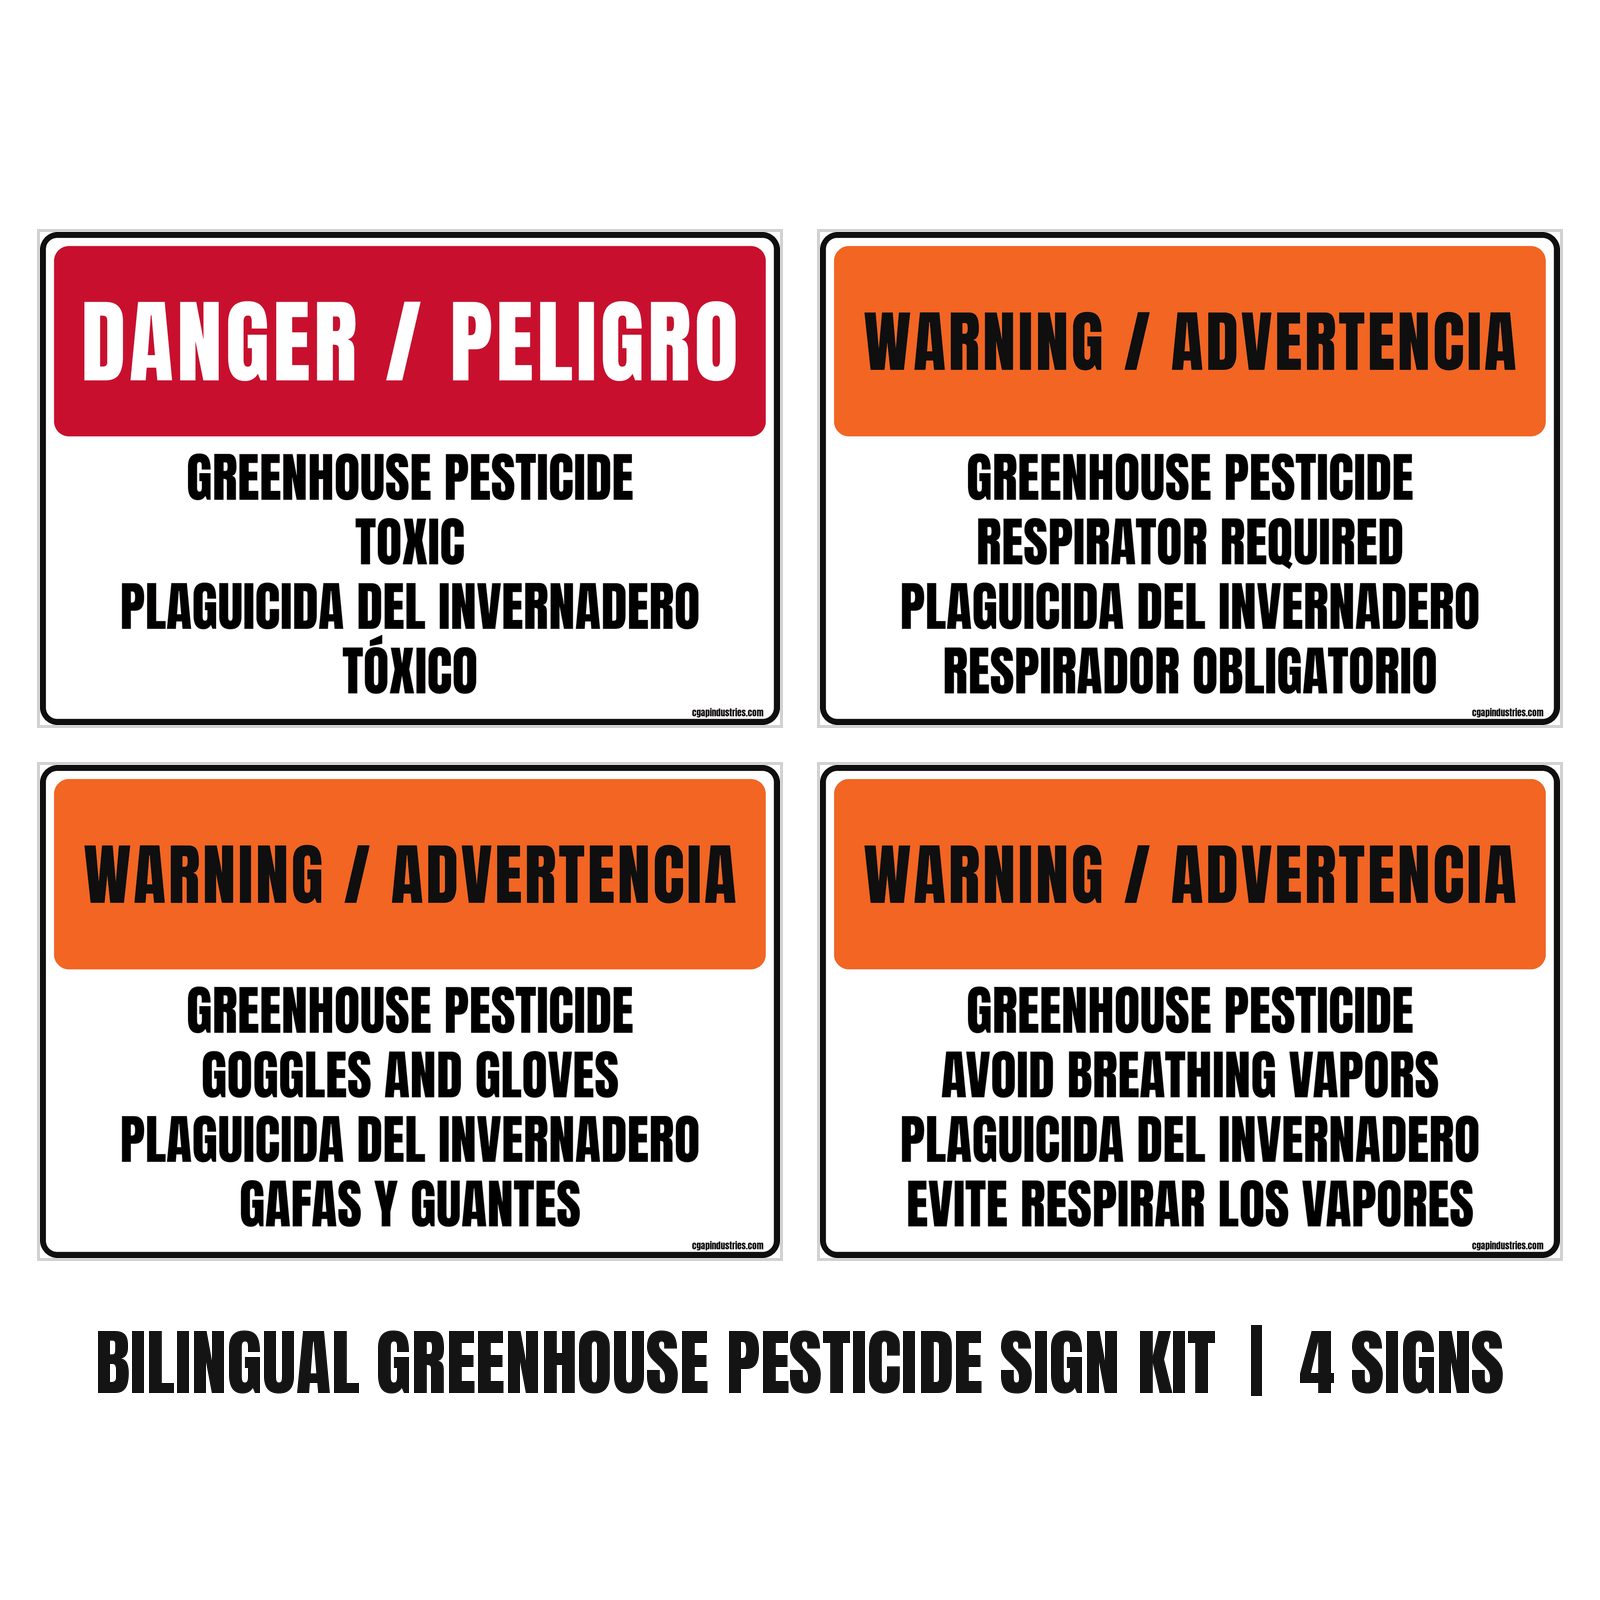 DANGER / PELIGRO
GREENHOUSE PESTICIDE
TOXIC
PLAGUICIDA DEL INVERNADERO
TÓXICO
cgapindustries.com
WARNING / ADVERTENCIA
GREENHOUSE PESTICIDE
RESPIRATOR REQUIRED
PLAGUICIDA DEL INVERNADERO
RESPIRADOR OBLIGATORIO
cgapindustries.com
WARNING / ADVERTENCIA
GREENHOUSE PESTICIDE
GOGGLES AND GLOVES
PLAGUICIDA DEL INVERNADERO
GAFAS Y GUANTES
cgapindustries.com
WARNING / ADVERTENCIA
GREENHOUSE PESTICIDE
AVOID BREATHING VAPORS
PLAGUICIDA DEL INVERNADERO
EVITE RESPIRAR LOS VAPORES
cgapindustries.com
BILINGUAL GREENHOUSE PESTICIDE SIGN KIT | 4 SIGNS